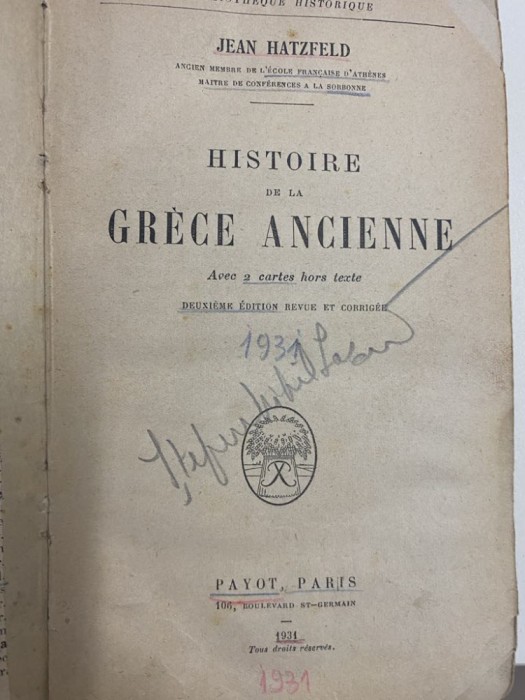 BIBLIOTHÈQUE HISTORIQUE
JEAN HATZFELD
ANCIEN MEMBRE DE L'ÉCOLE FRANÇAISE D'ATHÈNES
MAÎTRE DE CONFÉRENCES A LA SORBONNE
HISTOIRE
DE LA
GRÈCE ANCIENNE
Avec 2 cartes hors texte
DEUXIÈME ÉDITION REVUE ET CORRIGÉE
1931
PAYOT, PARIS
106, BOULEVARD ST-GERMAIN
1931
Tous droits réservés.
1931